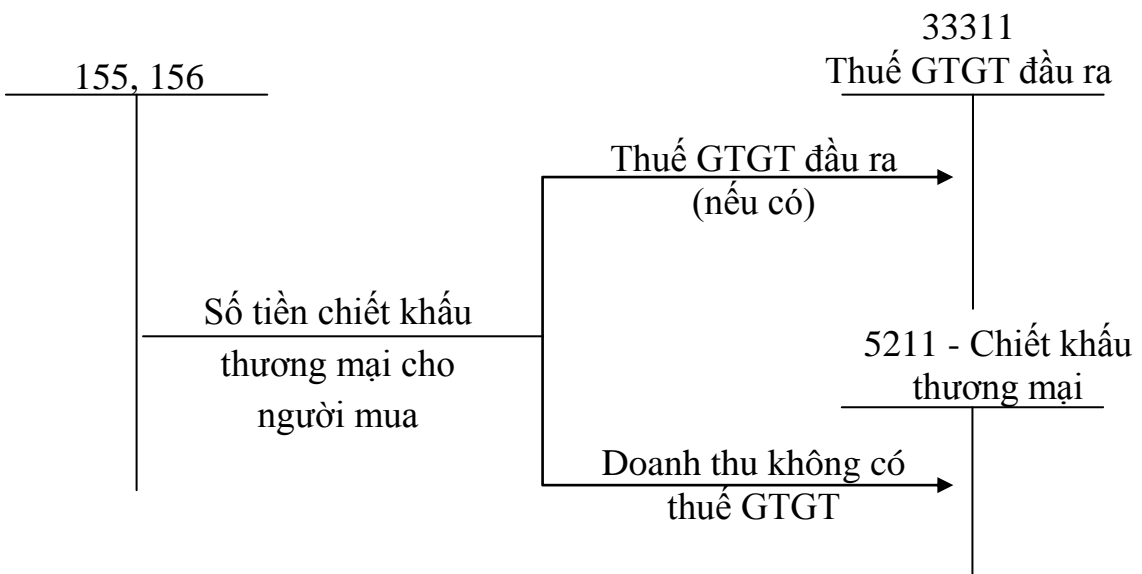 33311
Thuế GTGT đầu ra
155, 156
Thuế GTGT đầu ra
(nếu có)
Số tiền chiết khấu
thương mại cho
người mua
5211 - Chiết khấu
thương mại
Doanh thu không có
thuế GTGT